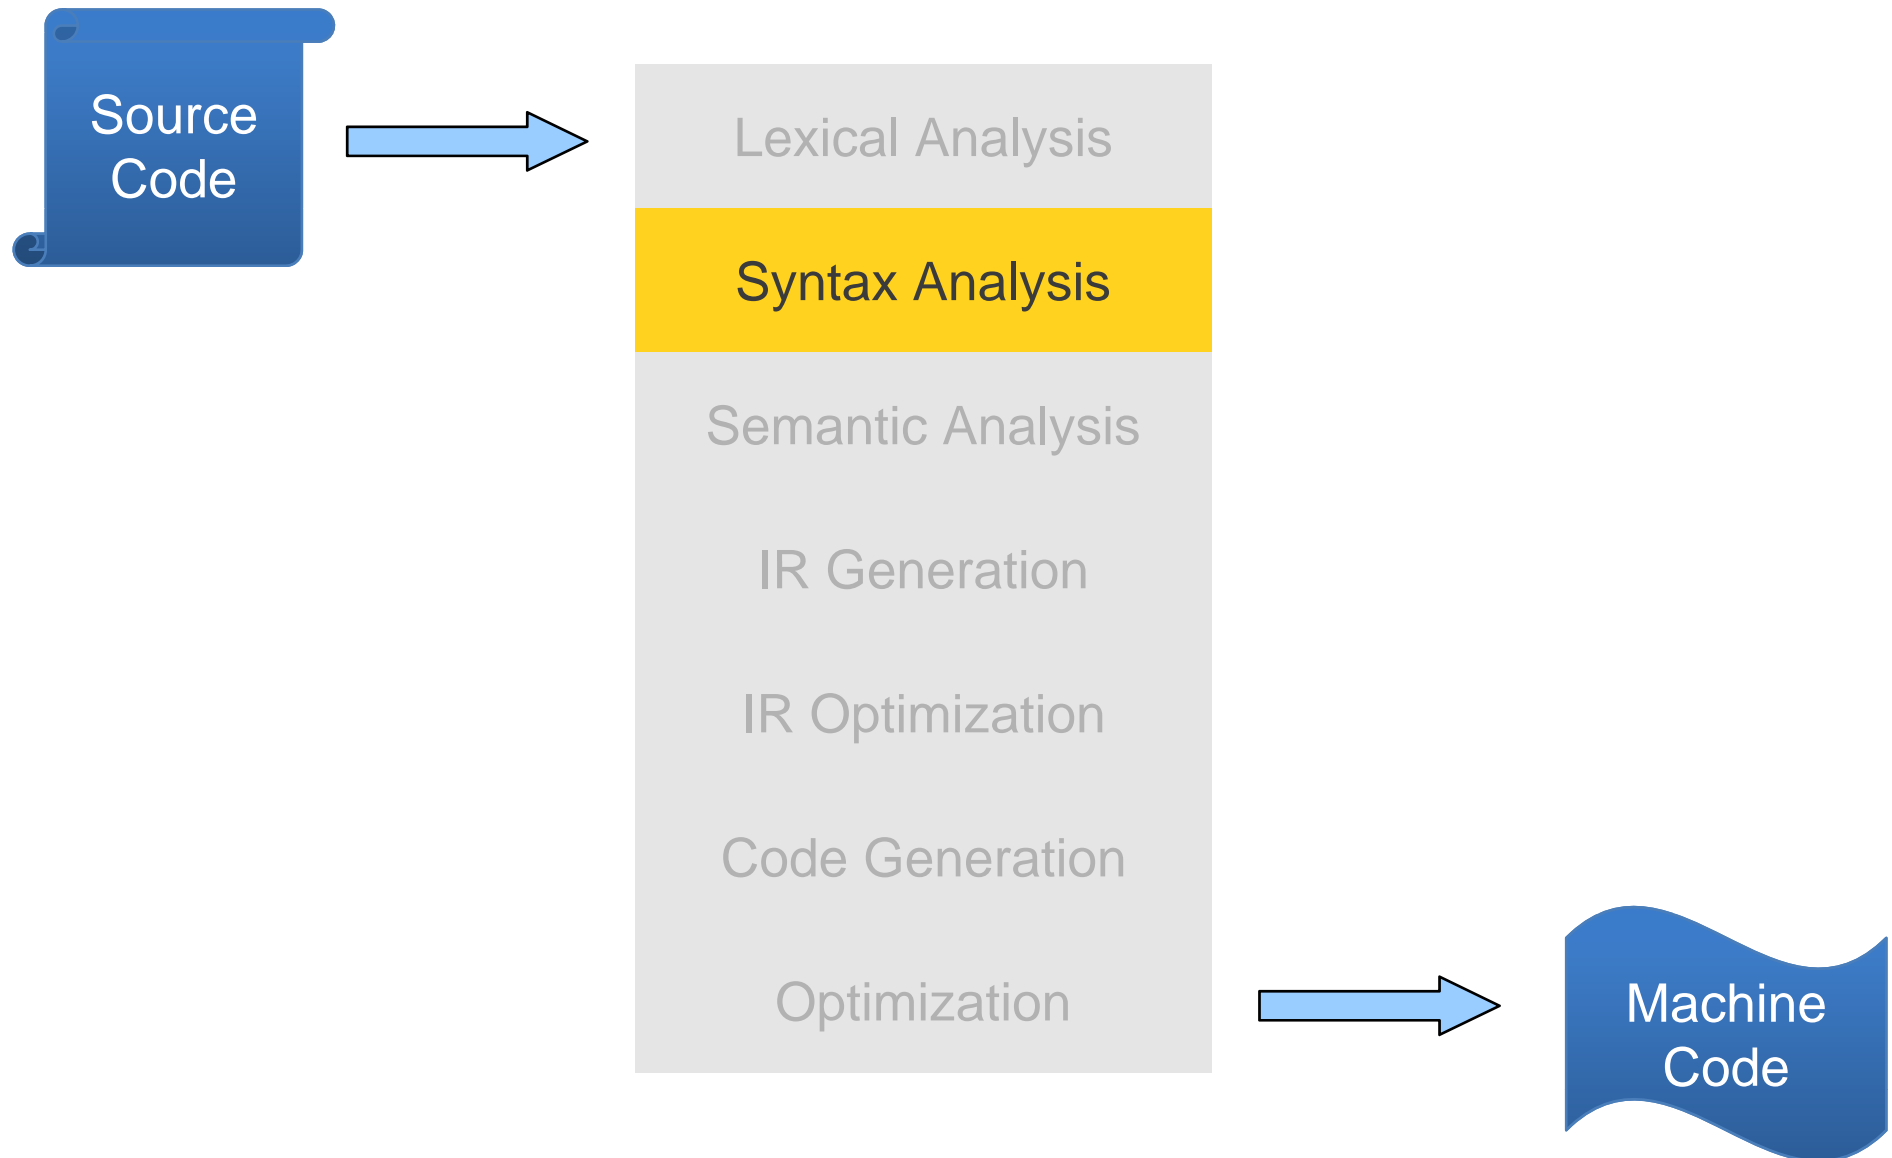 Source
Code
Lexical Analysis
Syntax Analysis
Semantic Analysis
IR Generation
IR Optimization
Code Generation
Optimization
Machine
Code